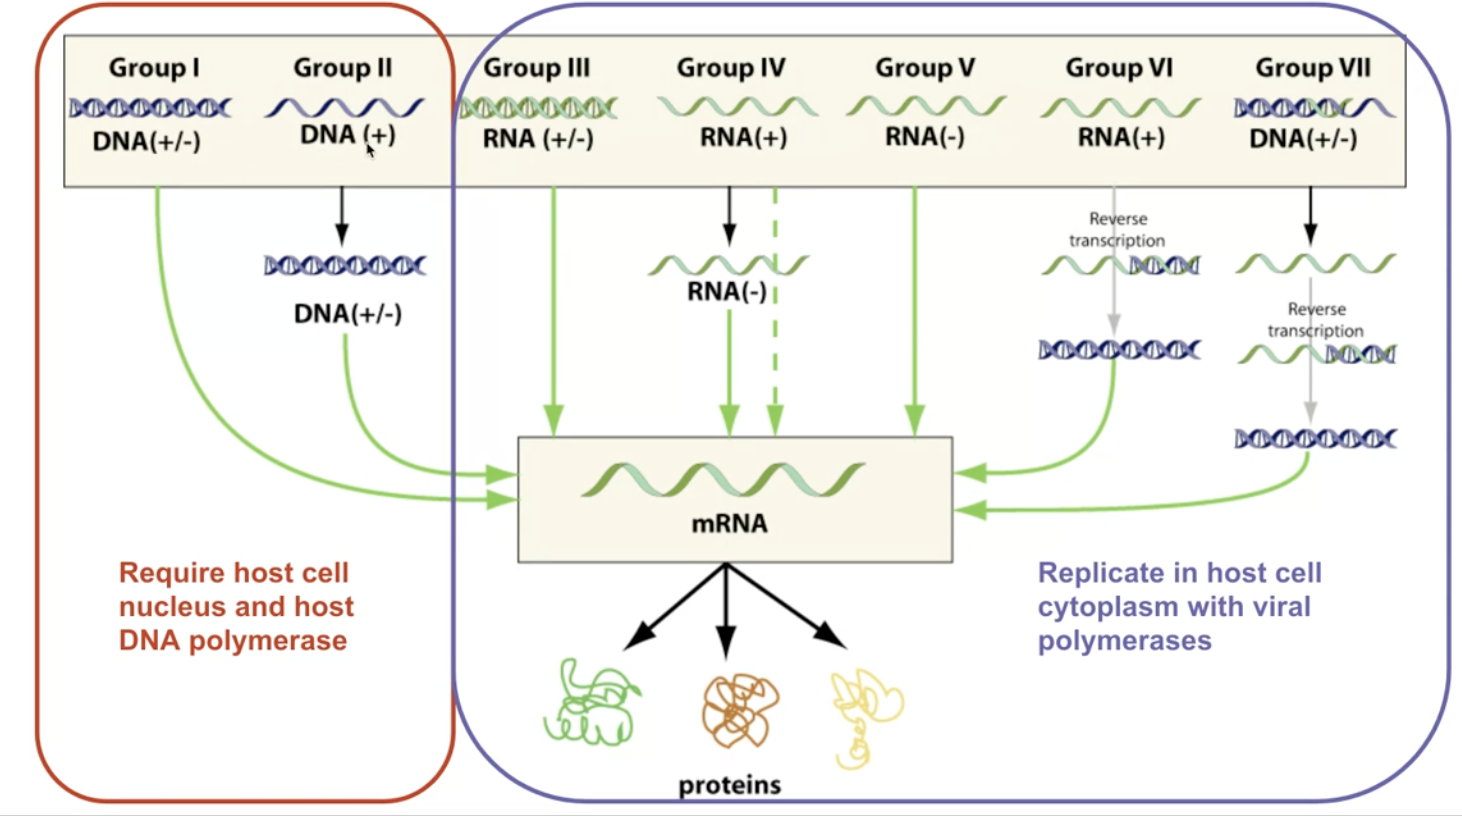 Group I
DNA(+/-)
Group II
DNA (+)
Group III
RNA (+/-)
Group IV
RNA(+)
Group V
RNA(-)
Group VI
RNA(+)
Group VII
DNA(+/-)
DNA(+/-)
RNA(-)
Reverse
transcription
Reverse
transcription
mRNA
Require host cell
nucleus and host
DNA polymerase
Replicate in host cell
cytoplasm with viral
polymerases
proteins